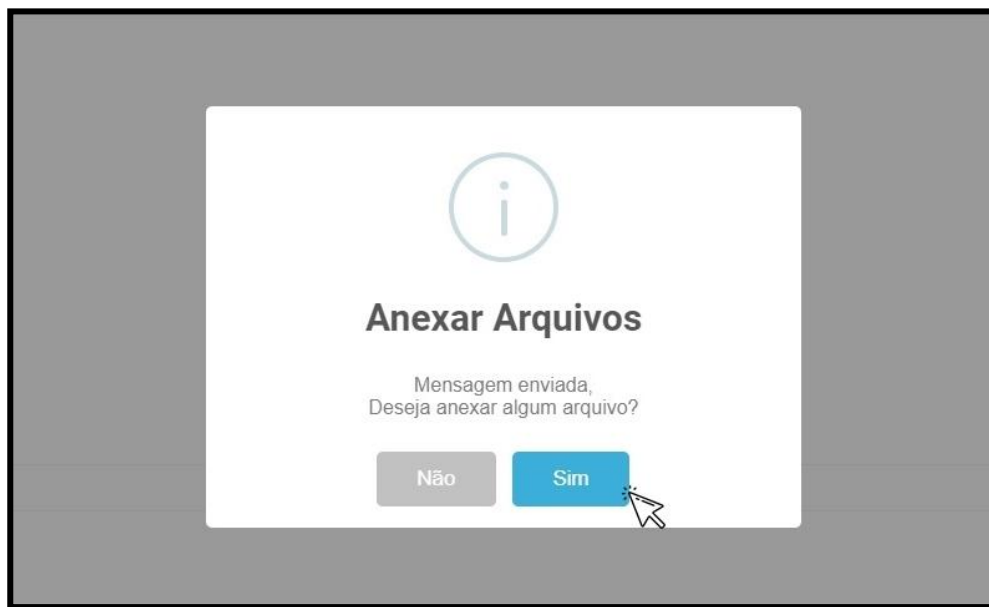 Anexar Arquivos
Mensagem enviada,
Deseja anexar algum arquivo?
Não
Sim